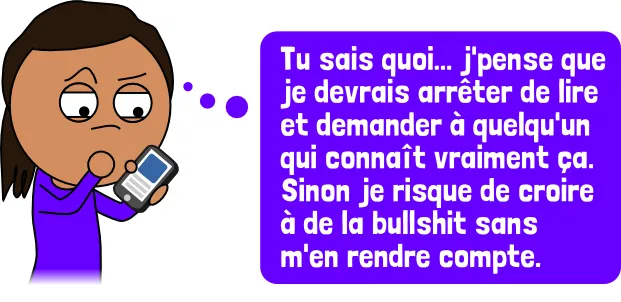 Tu sais quoi... j'pense que
je devrais arrêter de lire
et demander à quelqu'un
qui connaît vraiment ça.
Sinon je risque de croire
à de la bullshit sans
m'en rendre compte.